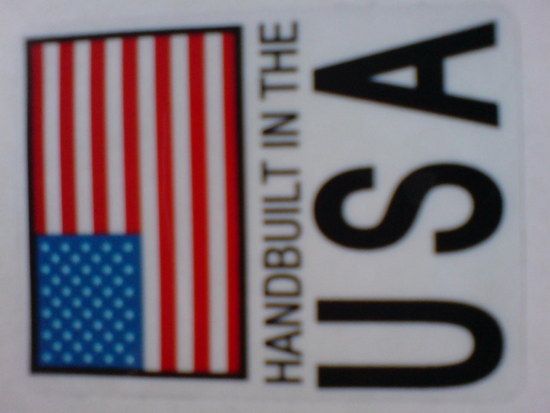 HANDBUILT IN THE
USA